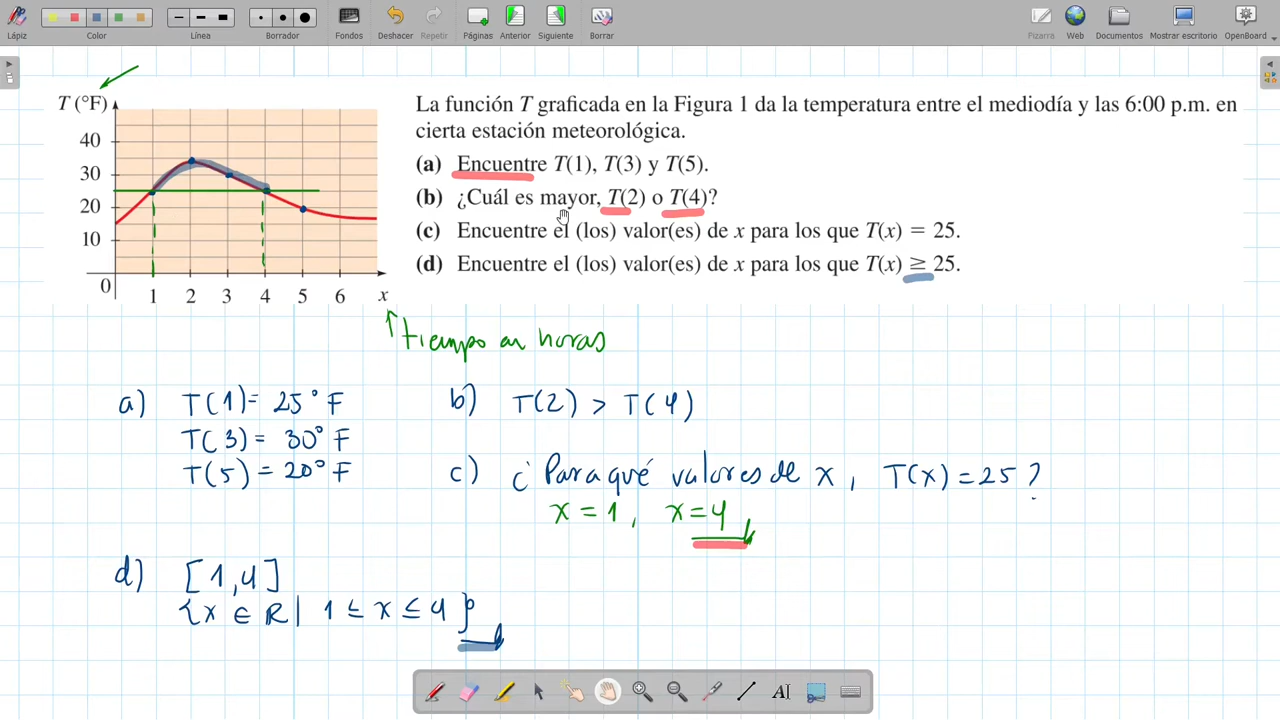 Lápiz
Color
Línea
Borrador
Fondos
Deshacer
Repetir
Páginas
Anterior
Siguiente
Borrar
Pizarra
Web
Documentos
Mostrar escritorio
OpenBoard
T (°F)
40
30
20
10
0
1 2 3 4 5 6 x
La función T graficada en la Figura 1 da la temperatura entre el mediodía y las 6:00 p.m. en
cierta estación meteorológica.
(a) Encuentre T(1), T(3) y T(5).
(b) ¿Cuál es mayor, T(2) o T(4)?
(c) Encuentre el (los) valor(es) de x para los que T(x) = 25.
(d) Encuentre el (los) valor(es) de x para los que T(x) ≥ 25.
↑ tiempo en horas
a) T(1) = 25° F
T(3) = 30° F
T(5) = 20° F
b) T(2) > T(4)
c) ¿Para qué valores de x, T(x) = 25?
x = 1, x = 4
d) [1,4]
{x ∈ R | 1 ≤ x ≤ 4}
AI